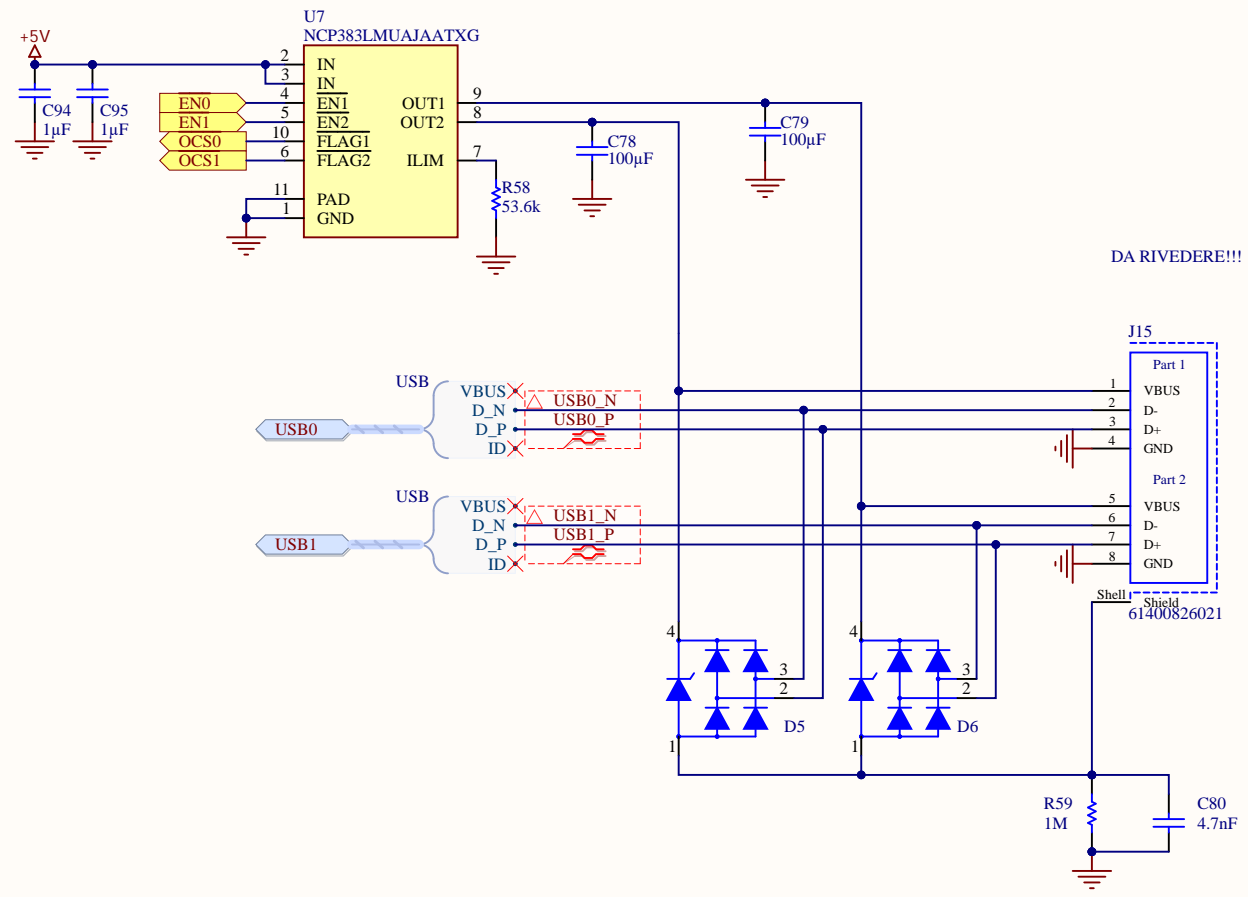 U7
NCP383LMUAJAATXG
+5V
2 IN
3 IN
C94
1µF
C95
1µF
EN0 4 EN1
EN1 5 EN2
OCS0 10 FLAG1
OCS1 6 FLAG2
11 PAD
1 GND
OUT1 9
OUT2 8
ILIM 7
R58
53.6k
C78
100µF
C79
100µF
DA RIVEDERE!!!
J15
Part 1
1 VBUS
2 D-
3 D+
4 GND
Part 2
5 VBUS
6 D-
7 D+
8 GND
Shell Shield
61400826021
USB
USB0
VBUS
D_N USB0_N
D_P USB0_P
ID
USB
USB1
VBUS
D_N USB1_N
D_P USB1_P
ID
4
3
2
1
D5
4
3
2
1
D6
R59
1M
C80
4.7nF